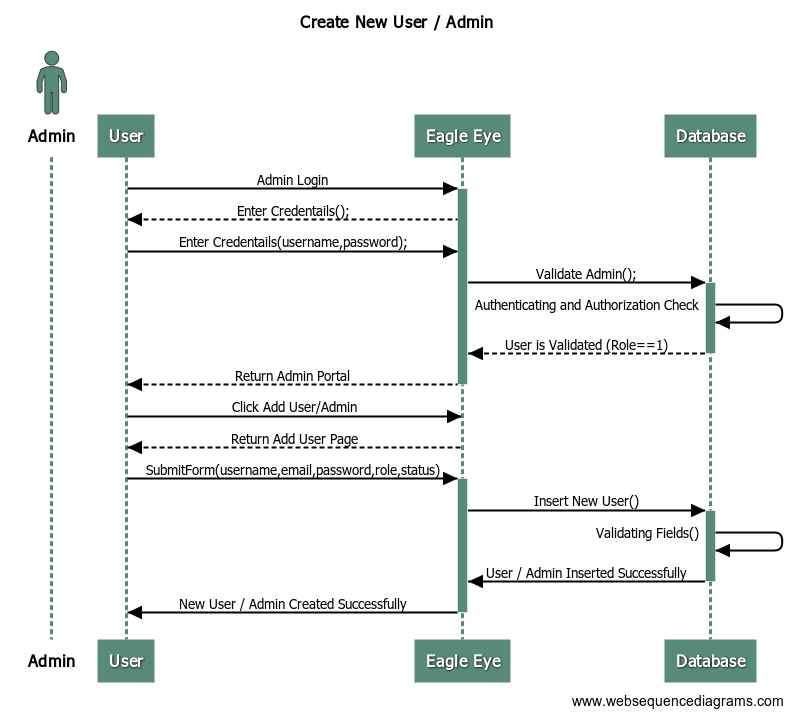 Create New User / Admin
Admin
User
Eagle Eye
Database
Admin Login
Enter Credentails();
Enter Credentails(username,password);
Validate Admin();
Authenticating and Authorization Check
User is Validated (Role==1)
Return Admin Portal
Click Add User/Admin
Return Add User Page
SubmitForm(username,email,password,role,status)
Insert New User()
Validating Fields()
User / Admin Inserted Successfully
New User / Admin Created Successfully
Admin
User
Eagle Eye
Database
www.websequencediagrams.com